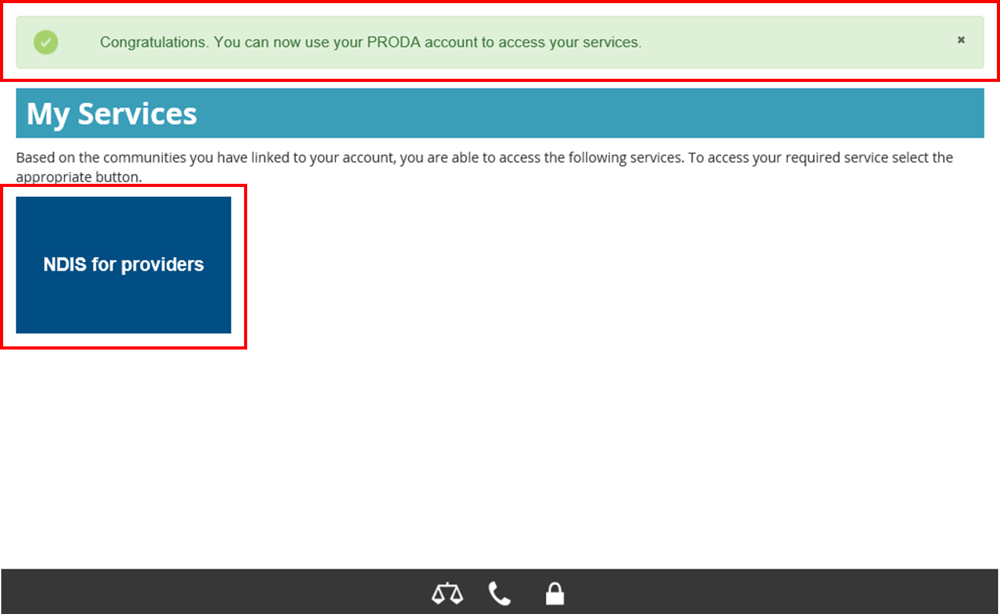 Congratulations. You can now use your PRODA account to access your services.
My Services
Based on the communities you have linked to your account, you are able to access the following services. To access your required service select the
appropriate button.
NDIS for providers